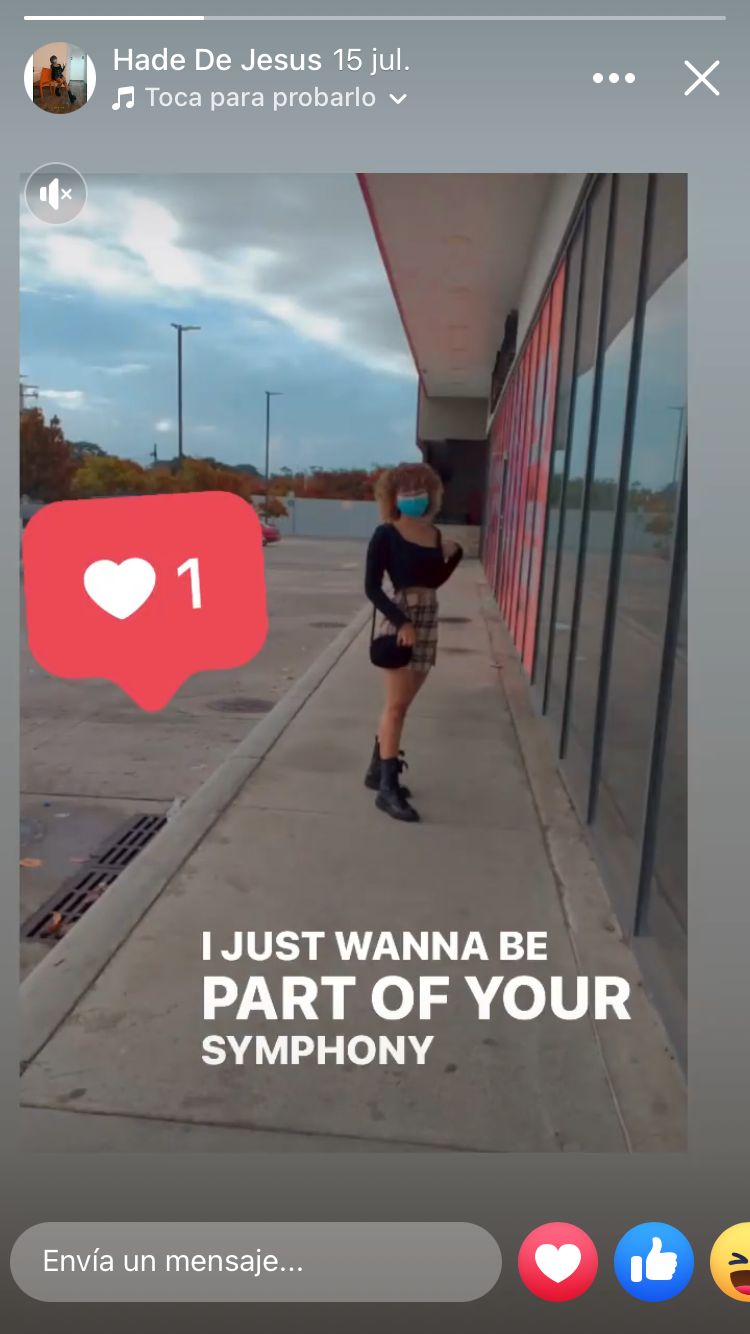 Hade De Jesus 15 jul.
Toca para probarlo
1
I JUST WANNA BE
PART OF YOUR
SYMPHONY
Envía un mensaje...